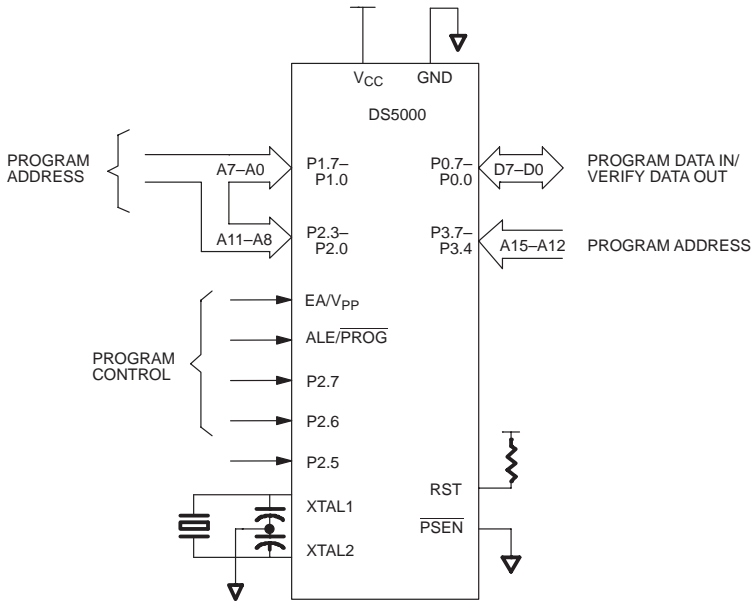 VCC GND
DS5000
PROGRAM
ADDRESS
A7–A0
A11–A8
P1.7–
P1.0
P2.3–
P2.0
P0.7–
P0.0
D7–D0
PROGRAM DATA IN/
VERIFY DATA OUT
P3.7–
P3.4
A15–A12
PROGRAM ADDRESS
PROGRAM
CONTROL
EA/VPP
ALE/PROG
P2.7
P2.6
P2.5
XTAL1
XTAL2
RST
PSEN